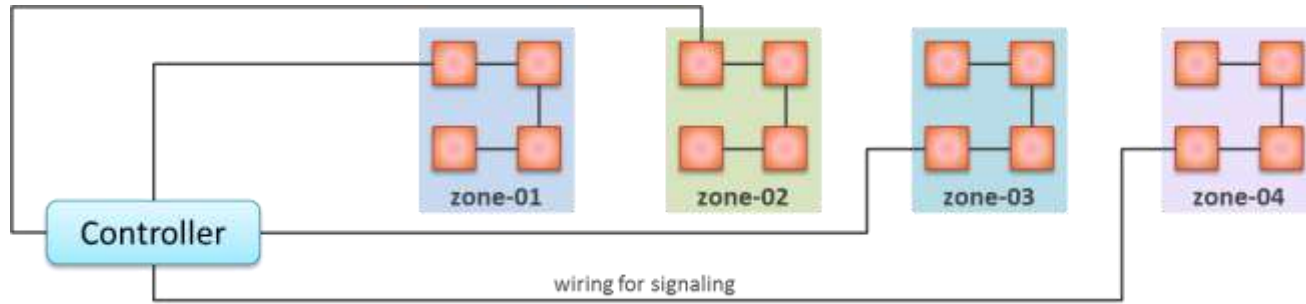 zone-01
zone-02
zone-03
zone-04
Controller
wiring for signaling